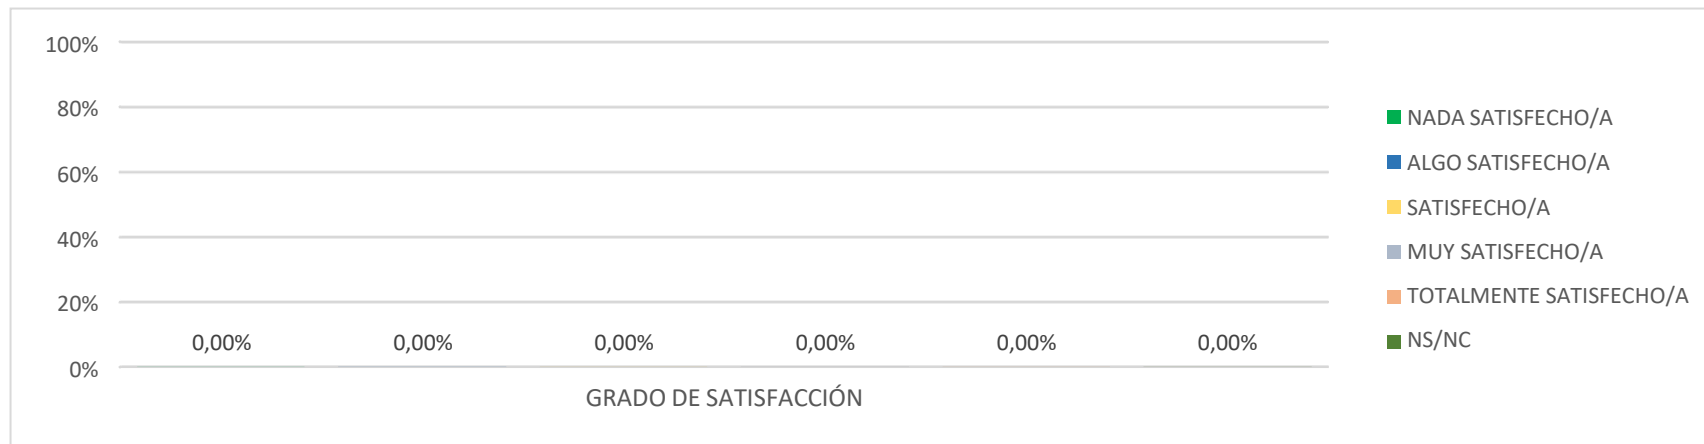 100%
80%
60%
40%
20%
0%
0,00% 0,00% 0,00% 0,00% 0,00% 0,00%
GRADO DE SATISFACCIÓN
NADA SATISFECHO/A
ALGO SATISFECHO/A
SATISFECHO/A
MUY SATISFECHO/A
TOTALMENTE SATISFECHO/A
NS/NC